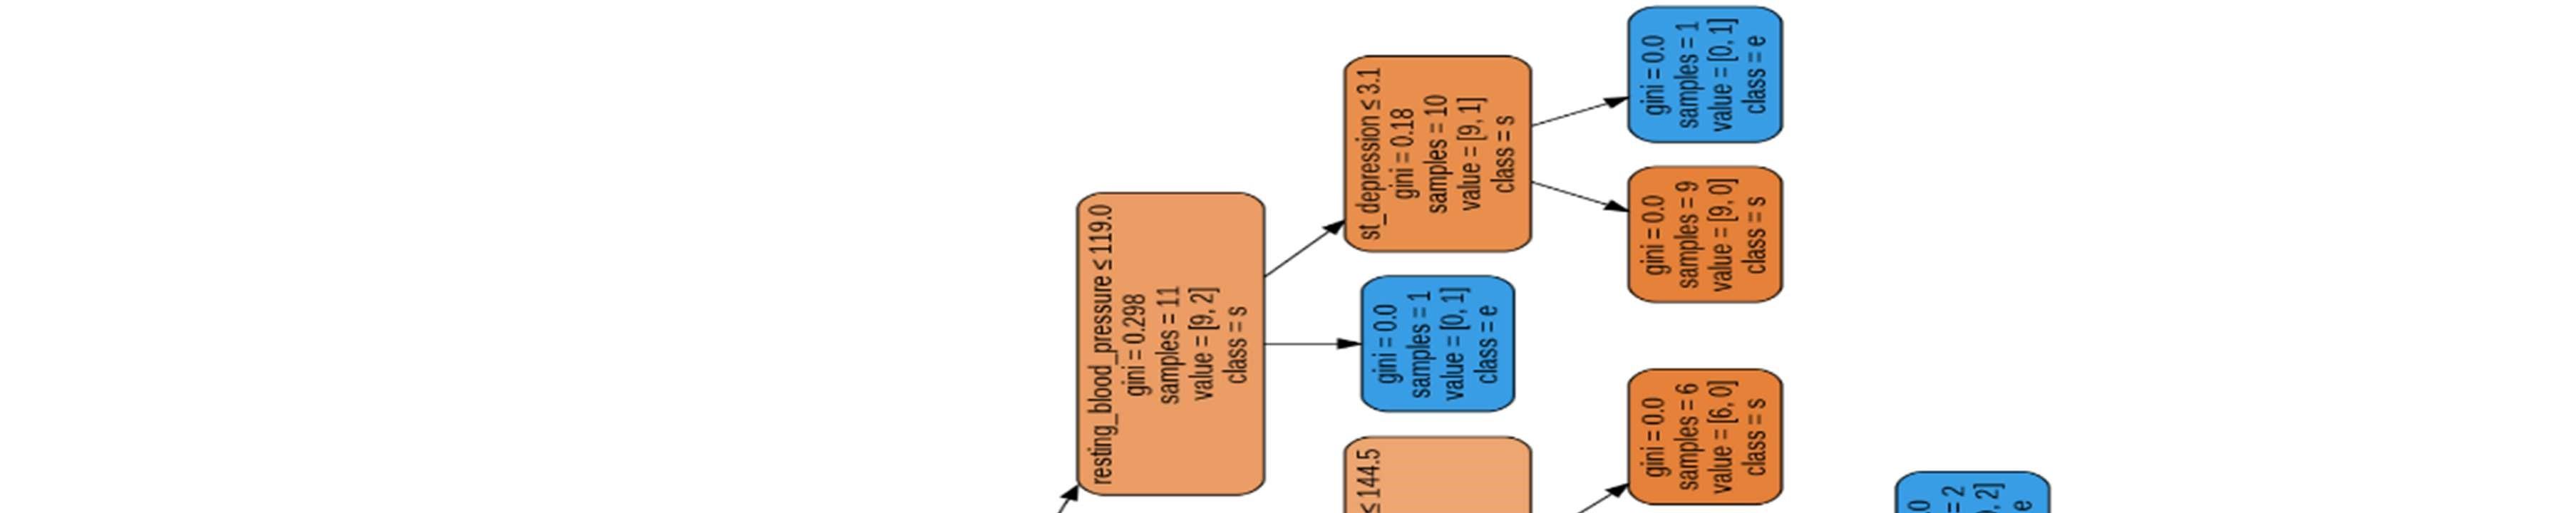 resting_blood_pressure ≤ 119.0
gini = 0.298
samples = 11
value = [9, 2]
class = s
st_depression ≤ 3.1
gini = 0.18
samples = 10
value = [9, 1]
class = s
gini = 0.0
samples = 1
value = [0, 1]
class = e
≤ 144.5
gini = 0.0
samples = 1
value = [0, 1]
class = e
gini = 0.0
samples = 9
value = [9, 0]
class = s
gini = 0.0
samples = 6
value = [6, 0]
class = s
0
= 2
, 2]
e